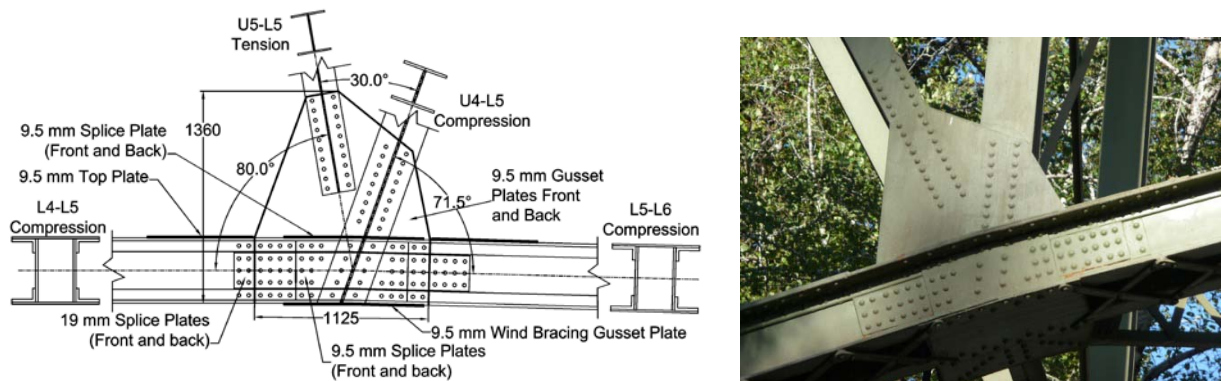 U5-L5
Tension
30.0°
U4-L5
Compression
9.5 mm Splice Plate
(Front and Back)
1360
80.0°
9.5 mm Top Plate
9.5 mm Gusset
Plates Front
and Back
71.5°
L4-L5
Compression
L5-L6
Compression
19 mm Splice Plates
(Front and back)
1125
9.5 mm Wind Bracing Gusset Plate
9.5 mm Splice Plates
(Front and back)